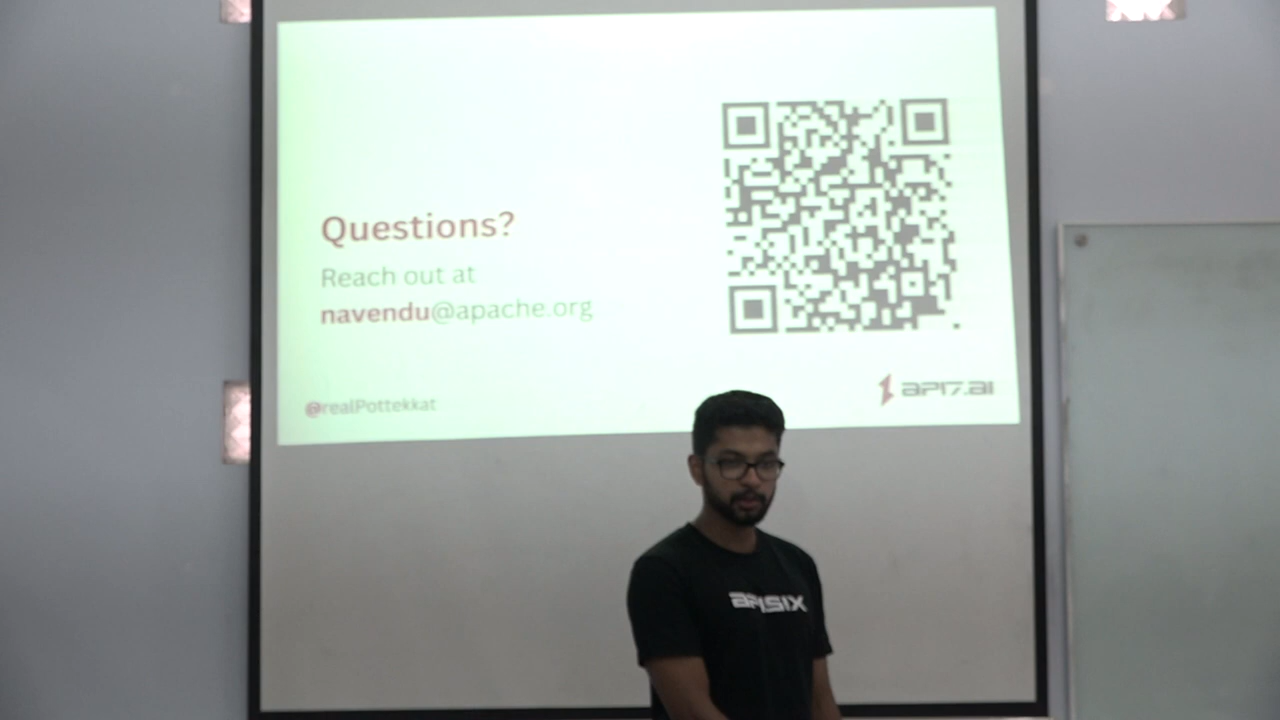 Questions?
Reach out at
navendu@apache.org
@realPottekkat
API7.ai
APISIX